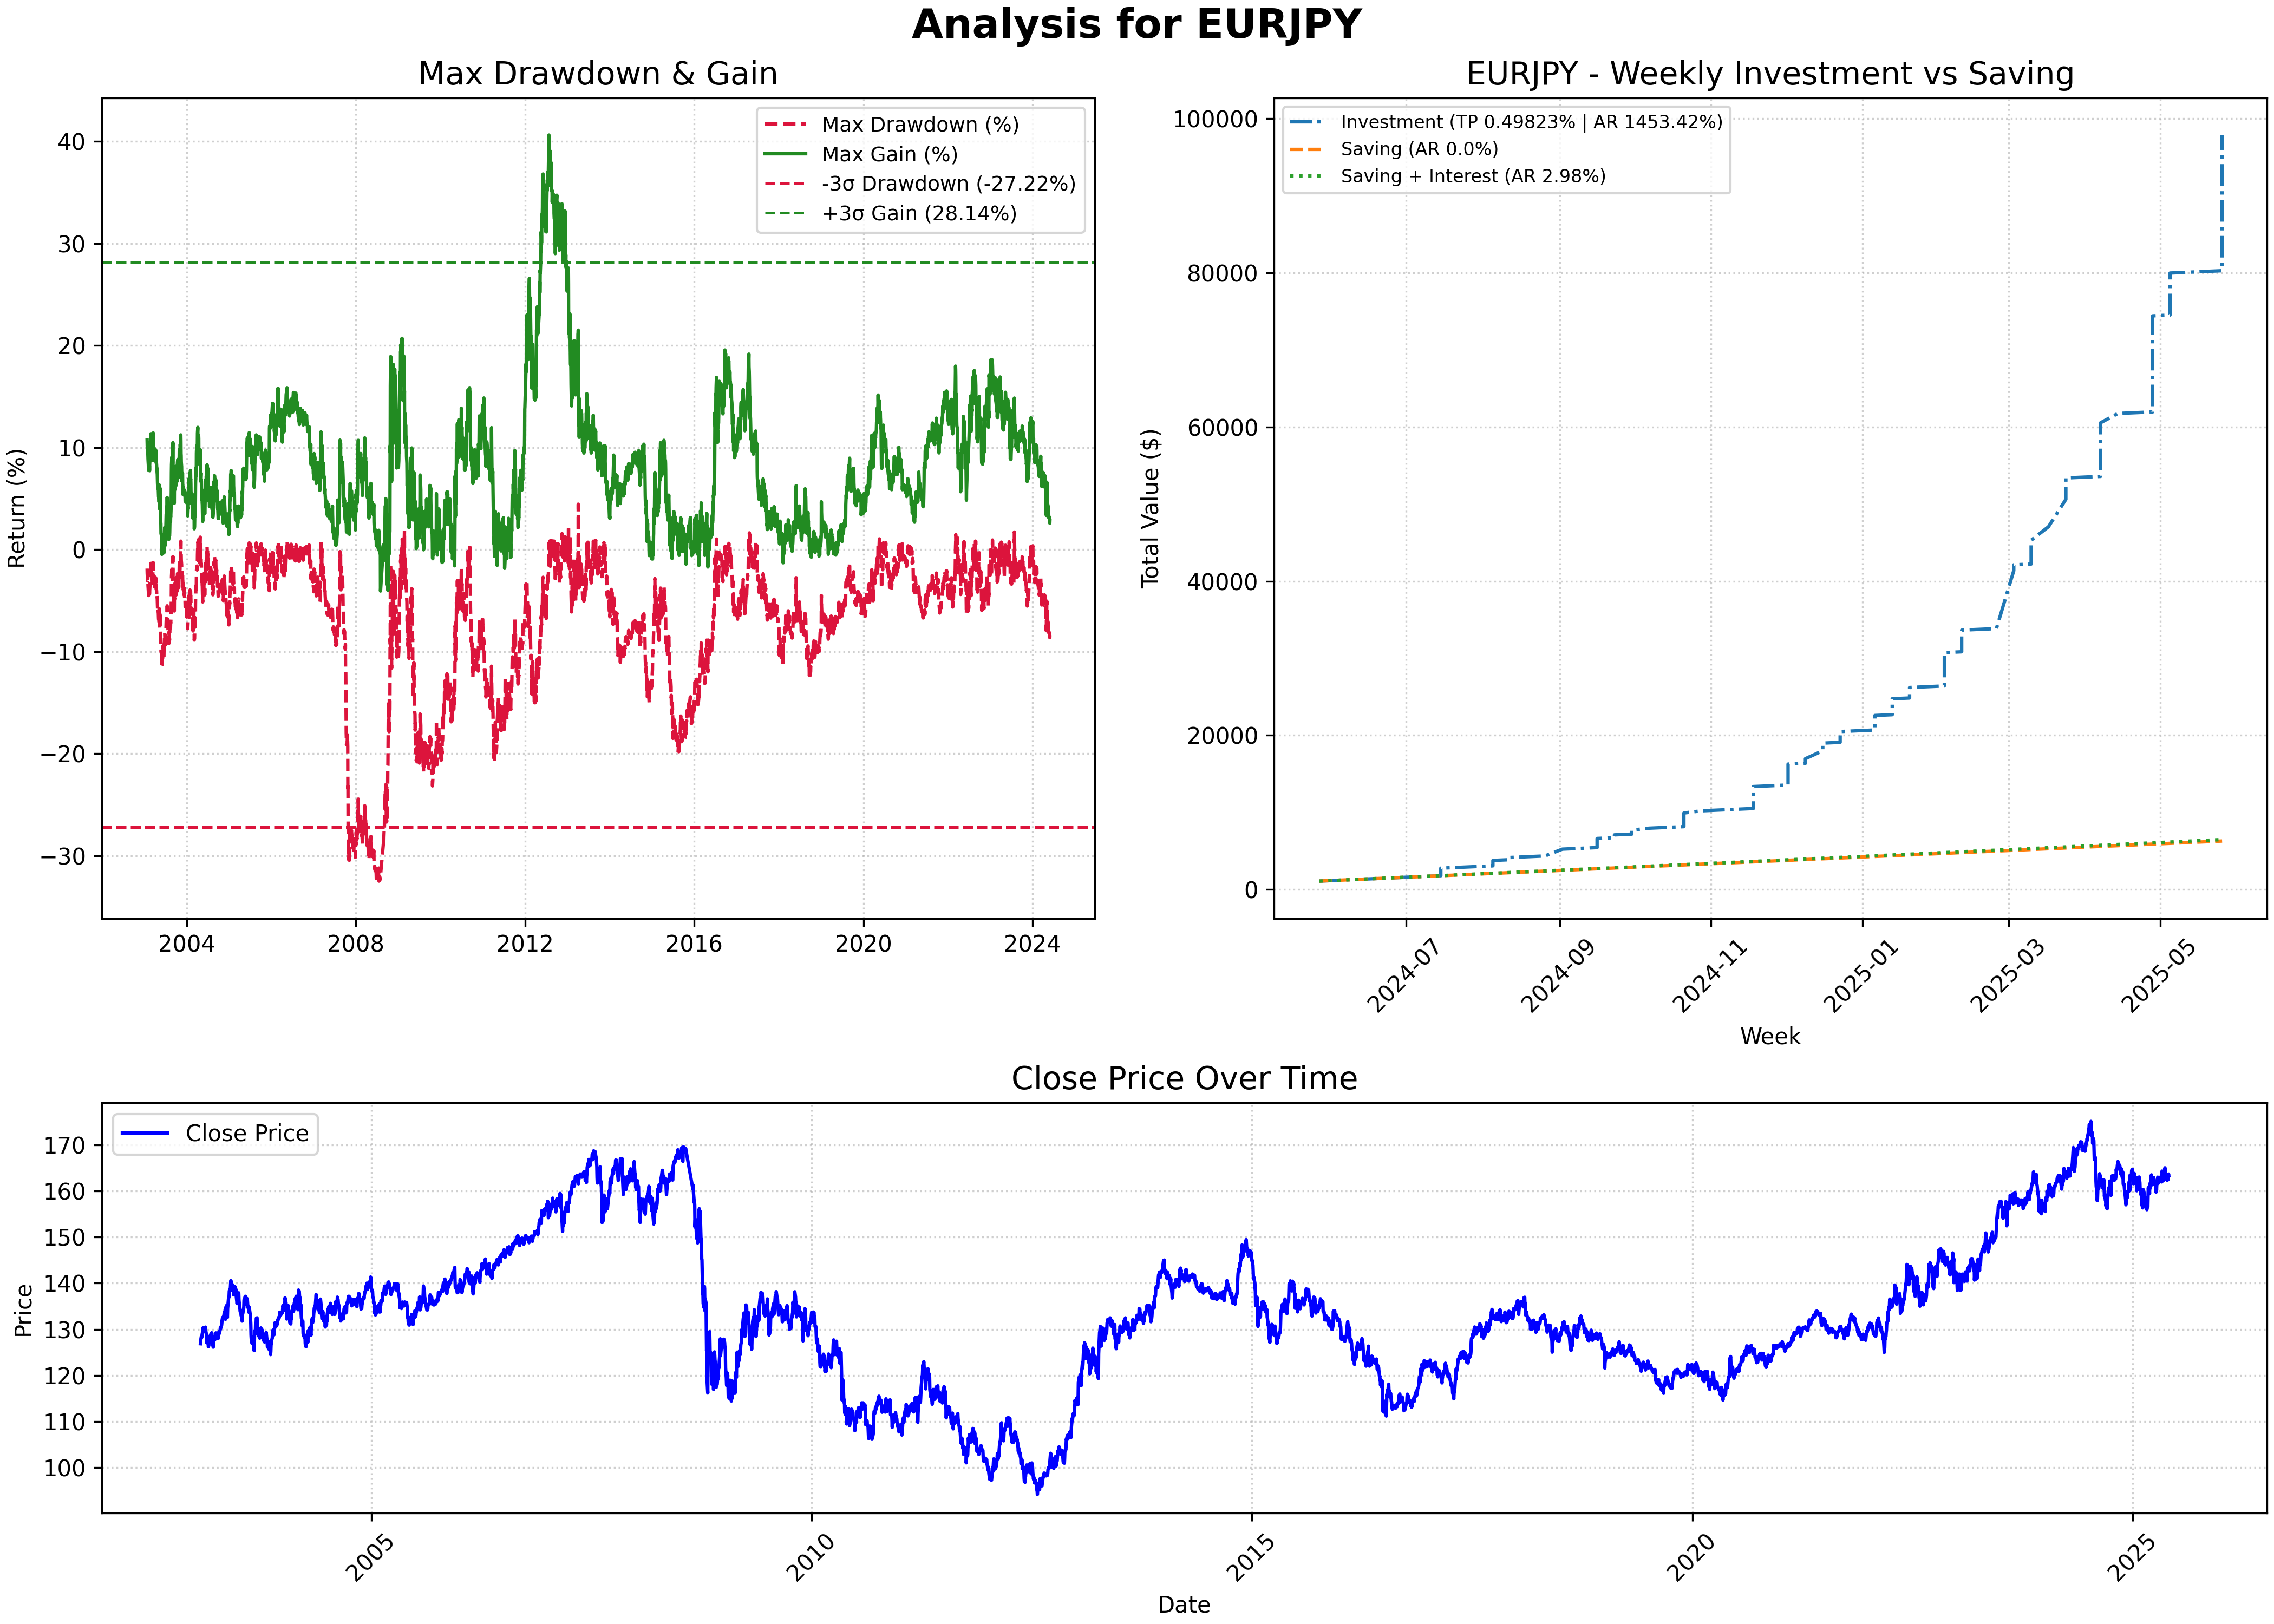 Analysis for EURJPY
Max Drawdown & Gain
Return (%)
40
30
20
10
0
−10
−20
−30
Max Drawdown (%)
Max Gain (%)
-3σ Drawdown (-27.22%)
+3σ Gain (28.14%)
2004
2008
2012
2016
2020
2024
EURJPY - Weekly Investment vs Saving
Total Value ($)
100000
80000
60000
40000
20000
0
Investment (TP 0.49823% | AR 1453.42%)
Saving (AR 0.0%)
Saving + Interest (AR 2.98%)
2024-07
2024-09
2024-11
2025-01
2025-03
2025-05
Week
Close Price Over Time
Price
170
160
150
140
130
120
110
100
Close Price
2005
2010
2015
2020
2025
Date